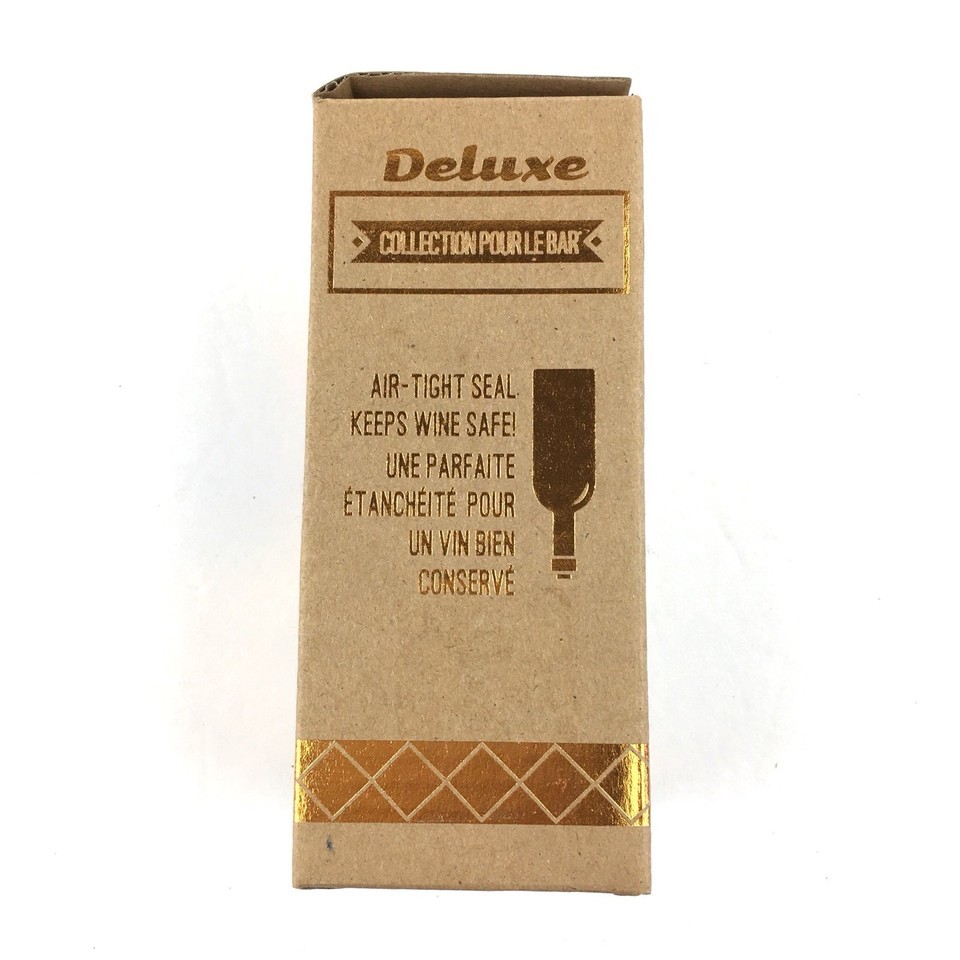 Deluxe
COLLECTION POUR LE BAR
AIR-TIGHT SEAL
KEEPS WINE SAFE!
UNE PARFAITE
ÉTANCHÉITÉ POUR
UN VIN BIEN
CONSERVÉ